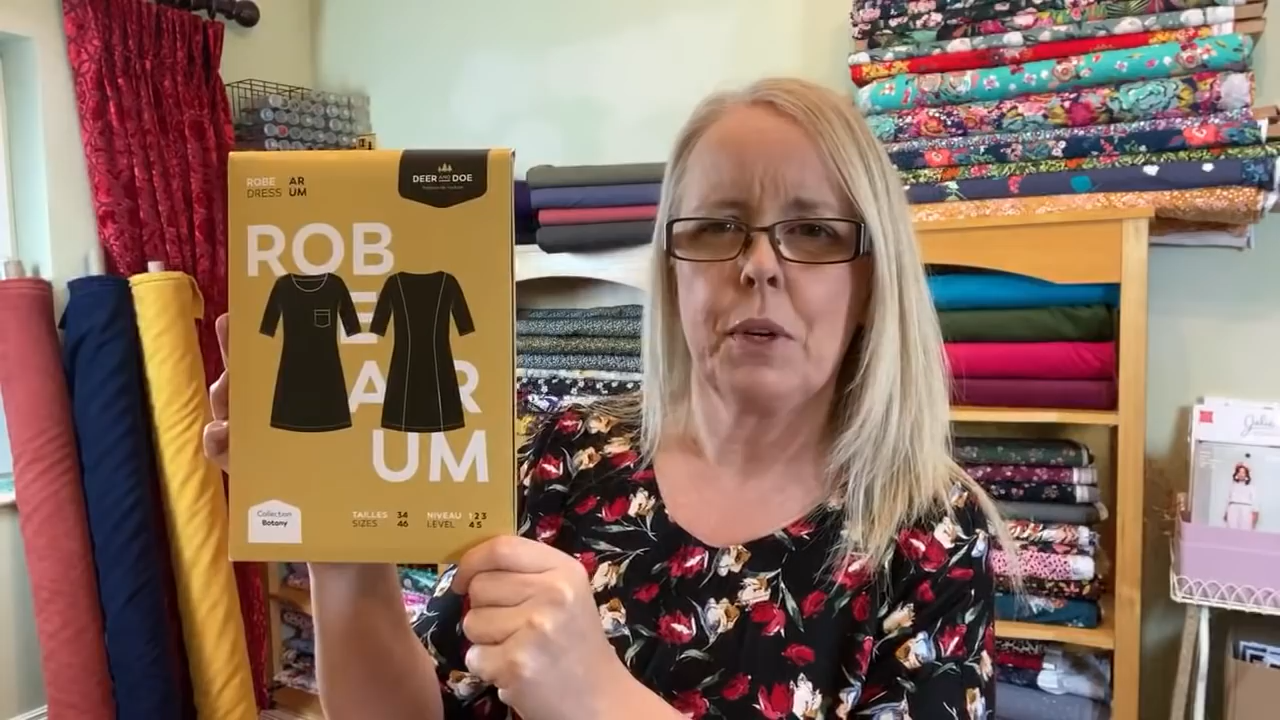 ROBE AR
DRESS UM
DEER AND DOE
ROB
E
AR
UM
Collection
Botany
TAILLES 34
SIZES 46
NIVEAU 1 2 3
LEVEL 4 5
Julia